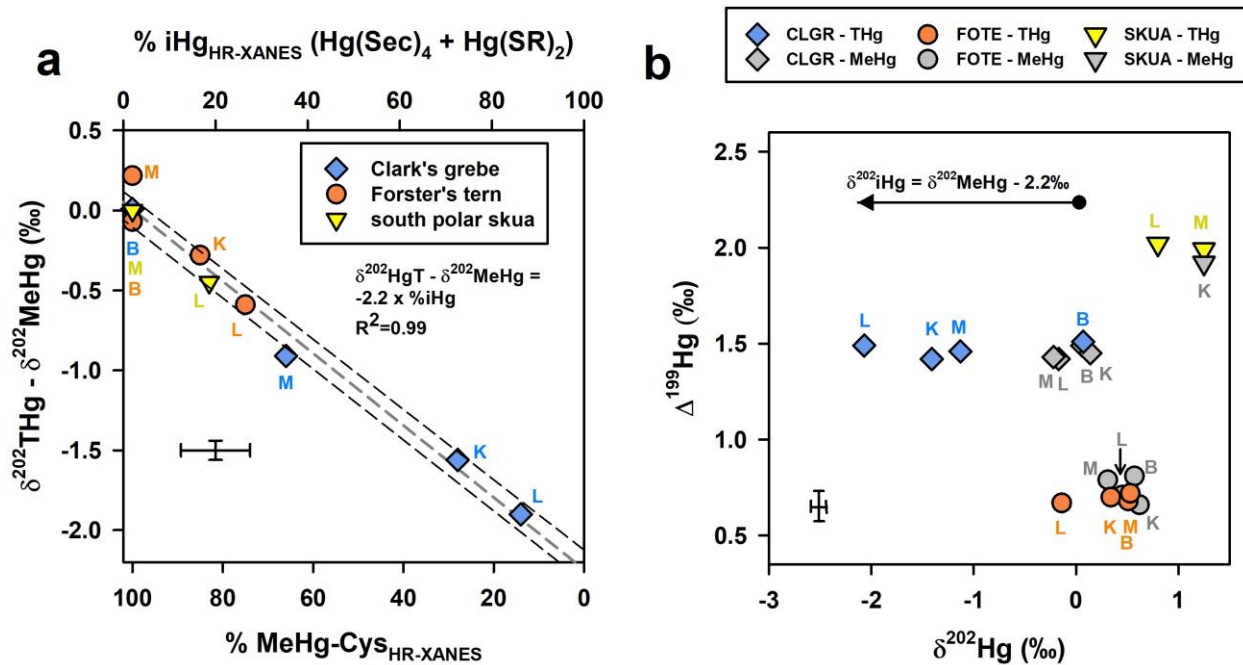 % iHgHR-XANES (Hg(Sec)4 + Hg(SR)2)
a
0 20 40 60 80 100
0.5
0.0
-0.5
-1.0
-1.5
-2.0
δ202THg - δ202MeHg (‰)
Clark's grebe
Forster's tern
south polar skua
δ202HgT - δ202MeHg =
-2.2 x %iHg
R2=0.99
M
K
B
M
B
L
L
M
K
L
100 80 60 40 20 0
% MeHg-CysHR-XANES
b
CLGR - THg FOTE - THg SKUA - THg
CLGR - MeHg FOTE - MeHg SKUA - MeHg
2.5
2.0
1.5
1.0
0.5
Δ199Hg (‰)
δ202iHg = δ202MeHg - 2.2‰
L M
K
L K M B
M L B K
L
M B
K
L K M
B
-3 -2 -1 0 1
δ202Hg (‰)